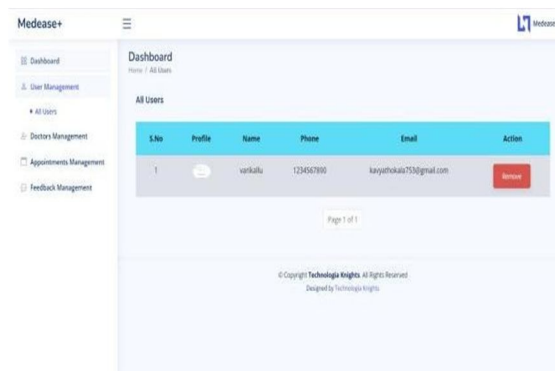 Medease+
Medease
Dashboard
User Management
All Users
Doctors Management
Appointments Management
Feedback Management
Dashboard
Home / All Users
All Users
S.No Profile Name Phone Email Action
1 varikallu 1234567890 kavyathokala753@gmail.com Remove
Page 1 of 1
© Copyright Technologia Knights. All Rights Reserved
Designed by Technologia Knights